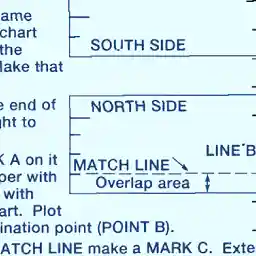 ame
chart
the
Make that
SOUTH SIDE
e end of
ght to
NORTH SIDE
K A on it
per with
with
art. Plot
LINE B
MATCH LINE
Overlap area
ination point (POINT B).
ATCH LINE make a MARK C. Exte